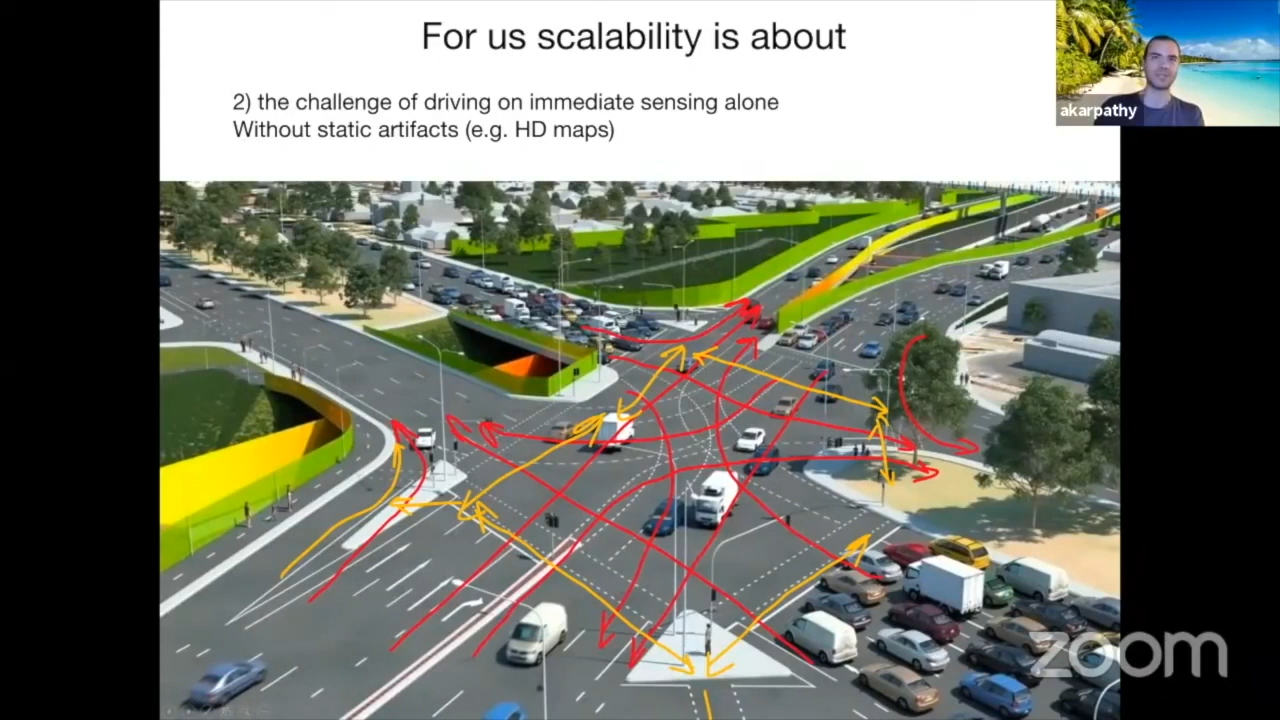 For us scalability is about
2) the challenge of driving on immediate sensing alone
Without static artifacts (e.g. HD maps)
akarpathy
zoom